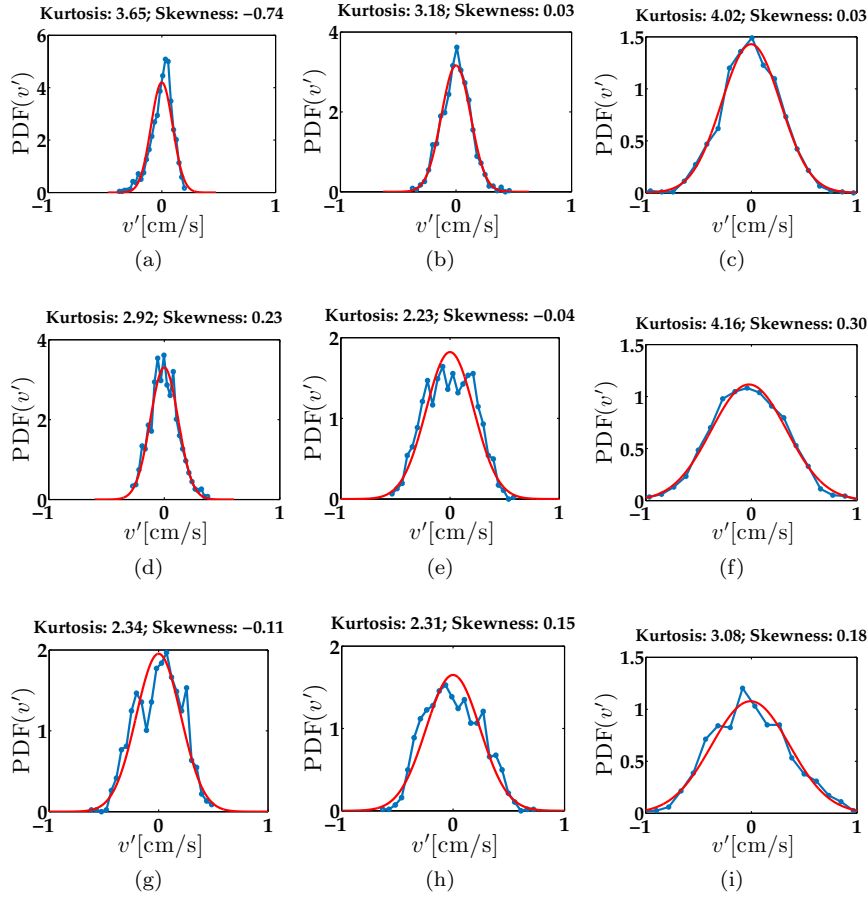 Kurtosis: 3.65; Skewness: −0.74
6
4
2
0
PDF(v′)
−1
0
1
v′[cm/s]
(a)
Kurtosis: 3.18; Skewness: 0.03
4
2
0
PDF(v′)
−1
0
1
v′[cm/s]
(b)
Kurtosis: 4.02; Skewness: 0.03
1.5
1
0.5
0
PDF(v′)
−1
0
1
v′[cm/s]
(c)
Kurtosis: 2.92; Skewness: 0.23
4
2
0
PDF(v′)
−1
0
1
v′[cm/s]
(d)
Kurtosis: 2.23; Skewness: −0.04
2
1
0
PDF(v′)
−1
0
1
v′[cm/s]
(e)
Kurtosis: 4.16; Skewness: 0.30
1.5
1
0.5
0
PDF(v′)
−1
0
1
v′[cm/s]
(f)
Kurtosis: 2.34; Skewness: −0.11
2
1
0
PDF(v′)
−1
0
1
v′[cm/s]
(g)
Kurtosis: 2.31; Skewness: 0.15
2
1
0
PDF(v′)
−1
0
1
v′[cm/s]
(h)
Kurtosis: 3.08; Skewness: 0.18
1.5
1
0.5
0
PDF(v′)
−1
0
1
v′[cm/s]
(i)